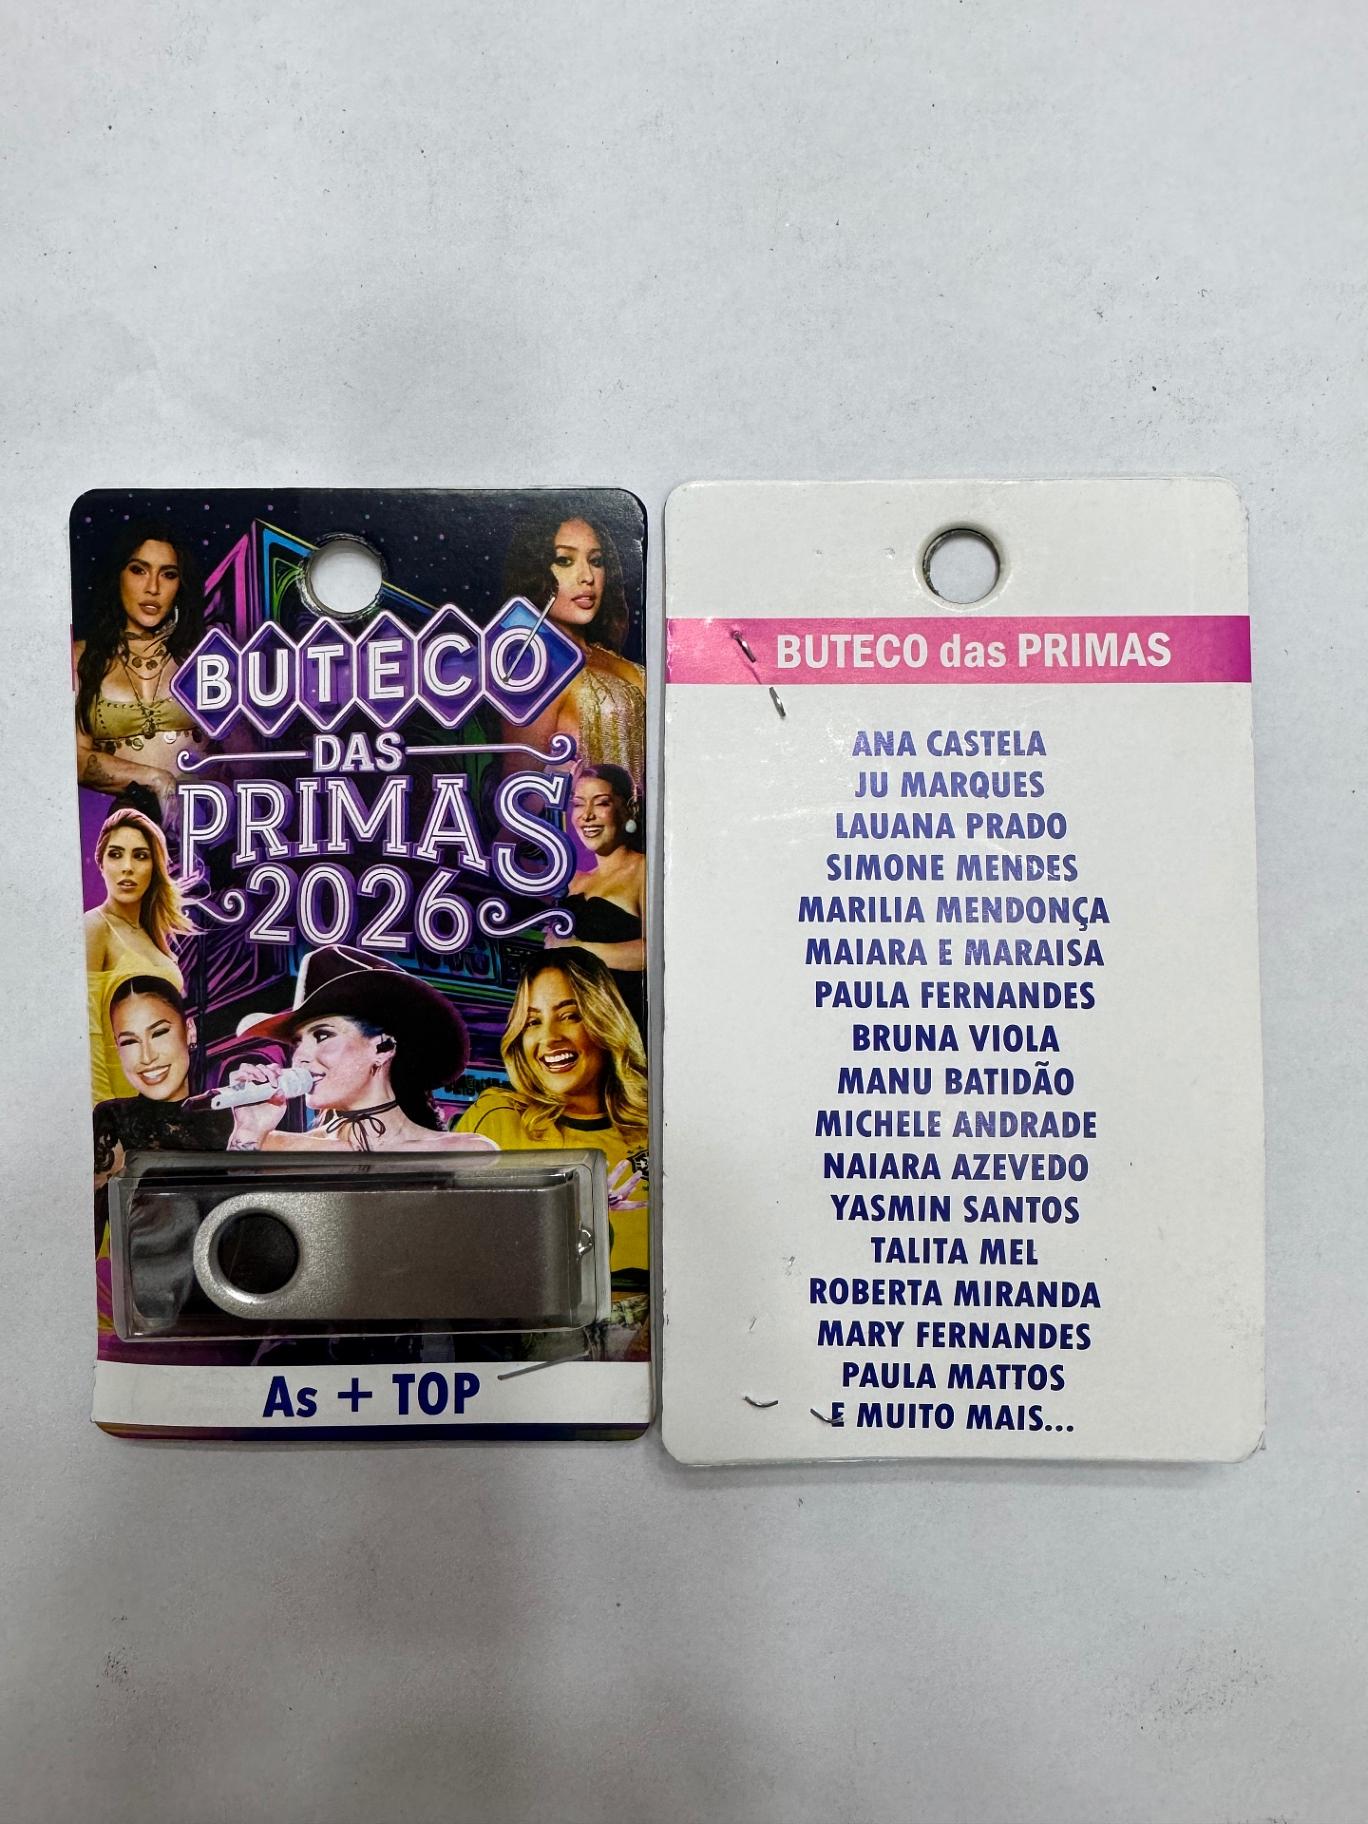 BUTECO
DAS
PRIMAS
2026
As + TOP
BUTECO das PRIMAS
ANA CASTELA
JU MARQUES
LAUANA PRADO
SIMONE MENDES
MARILIA MENDONÇA
MAIARA E MARAISA
PAULA FERNANDES
BRUNA VIOLA
MANU BATIDÃO
MICHELE ANDRADE
NAIARA AZEVEDO
YASMIN SANTOS
TALITA MEL
ROBERTA MIRANDA
MARY FERNANDES
PAULA MATTOS
E MUITO MAIS...